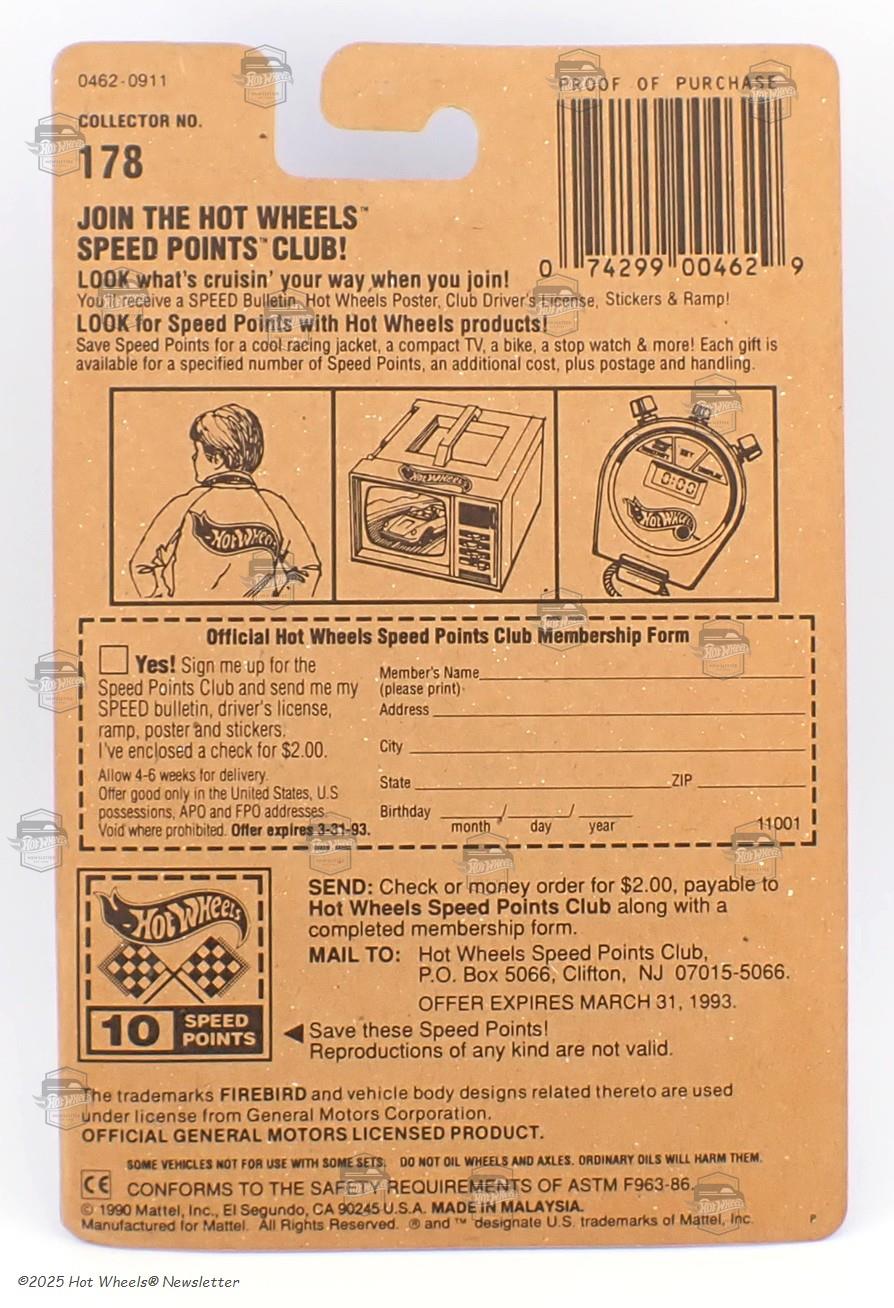 0462-0911
PROOF OF PURCHASE
COLLECTOR NO.
178
0 74299 00462 9
JOIN THE HOT WHEELS™
SPEED POINTS™ CLUB!
LOOK what's cruisin' your way when you join!
You'll receive a SPEED Bulletin, Hot Wheels Poster, Club Driver's License, Stickers & Ramp!
LOOK for Speed Points with Hot Wheels products!
Save Speed Points for a cool racing jacket, a compact TV, a bike, a stop watch & more! Each gift is
available for a specified number of Speed Points, an additional cost, plus postage and handling.
HOT WHEELS
HOT WHEELS
SET
0:00
HOT WHEELS
Official Hot Wheels Speed Points Club Membership Form
Yes! Sign me up for the
Speed Points Club and send me my
SPEED bulletin, driver's license,
ramp, poster and stickers.
I've enclosed a check for $2.00.
Allow 4-6 weeks for delivery.
Offer good only in the United States, U.S
possessions, APO and FPO addresses.
Void where prohibited. Offer expires 3-31-93.
Member's Name
(please print)
Address
City
State ZIP
Birthday / /
month day year
11001
HOT WHEELS
10 SPEED POINTS
SEND: Check or money order for $2.00, payable to
Hot Wheels Speed Points Club along with a
completed membership form.
MAIL TO: Hot Wheels Speed Points Club,
P.O. Box 5066, Clifton, NJ 07015-5066.
OFFER EXPIRES MARCH 31, 1993.
◀ Save these Speed Points!
Reproductions of any kind are not valid.
The trademarks FIREBIRD and vehicle body designs related thereto are used
under license from General Motors Corporation.
OFFICIAL GENERAL MOTORS LICENSED PRODUCT.
SOME VEHICLES NOT FOR USE WITH SOME SETS. DO NOT OIL WHEELS AND AXLES. ORDINARY OILS WILL HARM THEM.
CE CONFORMS TO THE SAFETY REQUIREMENTS OF ASTM F963-86.
© 1990 Mattel, Inc., El Segundo, CA 90245 U.S.A. MADE IN MALAYSIA.
Manufactured for Mattel. All Rights Reserved. ® and ™ designate U.S. trademarks of Mattel, Inc.
P
©2025 Hot Wheels® Newsletter